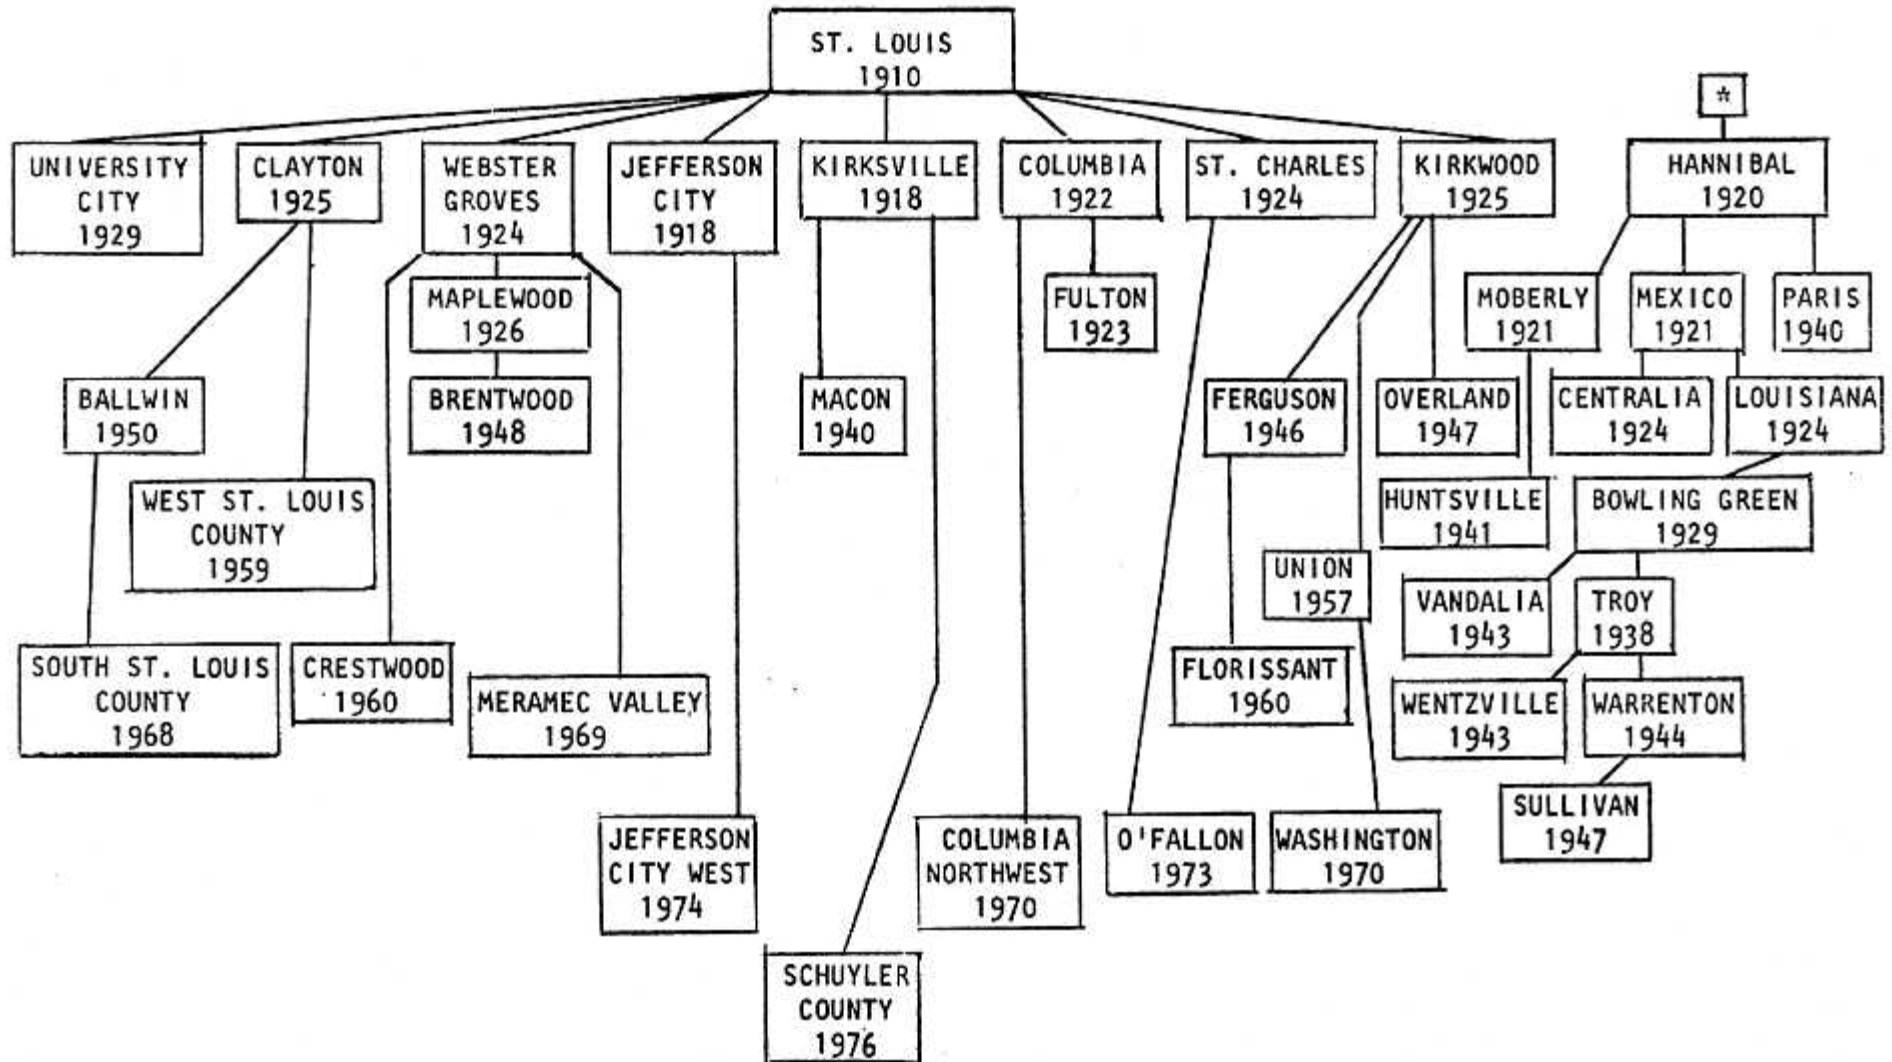 ST. LOUIS
1910
*
UNIVERSITY
CITY
1929
CLAYTON
1925
WEBSTER
GROVES
1924
JEFFERSON
CITY
1918
KIRKSVILLE
1918
COLUMBIA
1922
ST. CHARLES
1924
KIRKWOOD
1925
HANNIBAL
1920
MAPLEWOOD
1926
FULTON
1923
MOBERLY
1921
MEXICO
1921
PARIS
1940
BALLWIN
1950
BRENTWOOD
1948
MACON
1940
FERGUSON
1946
OVERLAND
1947
CENTRALIA
1924
LOUISIANA
1924
WEST ST. LOUIS
COUNTY
1959
HUNTSVILLE
1941
BOWLING GREEN
1929
UNION
1957
VANDALIA
1943
TROY
1938
SOUTH ST. LOUIS
COUNTY
1968
CRESTWOOD
1960
MERAMEC VALLEY
1969
FLORISSANT
1960
WENTZVILLE
1943
WARRENTON
1944
SULLIVAN
1947
JEFFERSON
CITY WEST
1974
COLUMBIA
NORTHWEST
1970
O'FALLON
1973
WASHINGTON
1970
SCHUYLER
COUNTY
1976